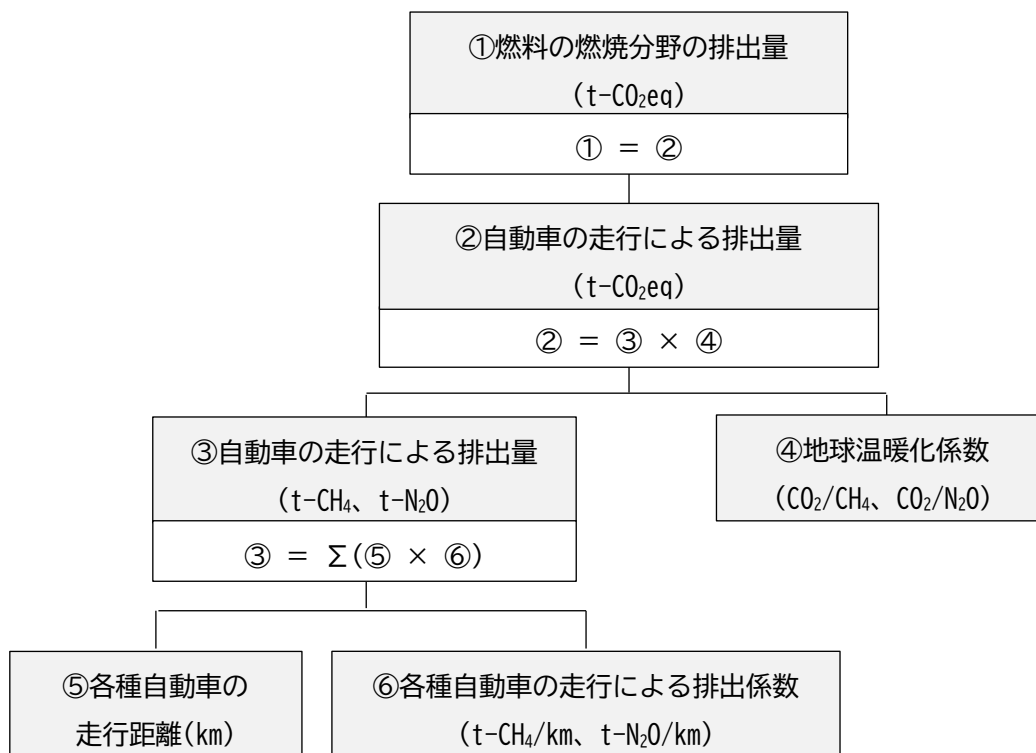 ①燃料の燃焼分野の排出量
(t-CO₂eq)
① = ②
②自動車の走行による排出量
(t-CO₂eq)
② = ③ × ④
③自動車の走行による排出量
(t-CH₄、t-N₂O)
③ = Σ(⑤ × ⑥)
④地球温暖化係数
(CO₂/CH₄、CO₂/N₂O)
⑤各種自動車の
走行距離(km)
⑥各種自動車の走行による排出係数
(t-CH₄/km、t-N₂O/km)